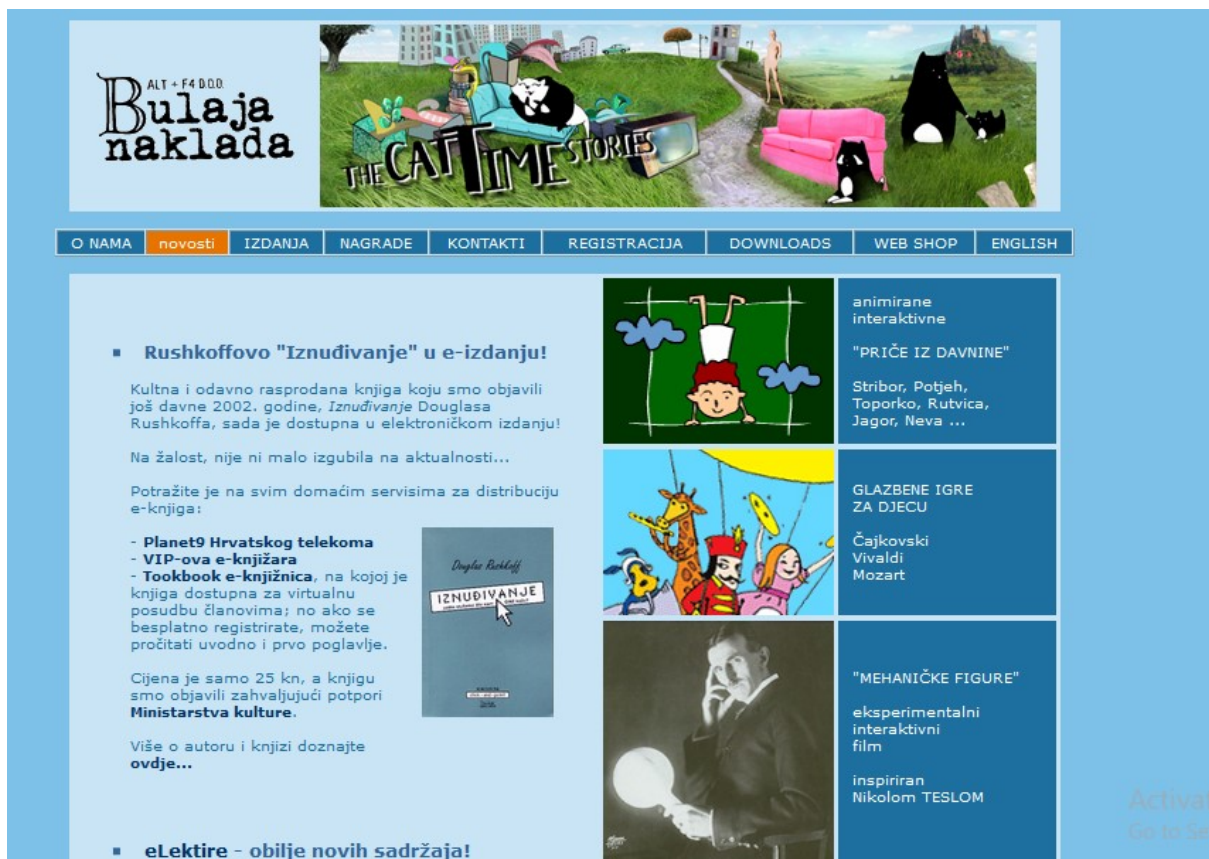 ALT + F4 D.O.O.
Bulaja
naklada
THE CAT TIME STORIES
O NAMA
novosti
IZDANJA
NAGRADE
KONTAKTI
REGISTRACIJA
DOWNLOADS
WEB SHOP
ENGLISH
Rushkoffovo "Iznuđivanje" u e-izdanju!
Kultna i odavno rasprodana knjiga koju smo objavili
još davne 2002. godine, Iznuđivanje Douglasa
Rushkoffa, sada je dostupna u elektroničkom izdanju!
Na žalost, nije ni malo izgubila na aktualnosti...
Potražite je na svim domaćim servisima za distribuciju
e-knjiga:
- Planet9 Hrvatskog telekoma
- VIP-ova e-knjižara
- Tookbook e-knjižnica, na kojoj je
knjiga dostupna za virtualnu
posudbu članovima; no ako se
besplatno registrirate, možete
pročitati uvodno i prvo poglavlje.
Cijena je samo 25 kn, a knjigu
smo objavili zahvaljujući potpori
Ministarstva kulture.
Više o autoru i knjizi doznajte
ovdje...
Douglas Rushkoff
IZNUĐIVANJE
eLektire - obilje novih sadržaja!
animirane
interaktivne
"PRIČE IZ DAVNINE"
Stribor, Potjeh,
Toporko, Rutvica,
Jagor, Neva ...
GLAZBENE IGRE
ZA DJECU
Čajkovski
Vivaldi
Mozart
"MEHANIČKE FIGURE"
eksperimentalni
interaktivni
film
inspiriran
Nikolom TESLOM
Activat
Go to Se